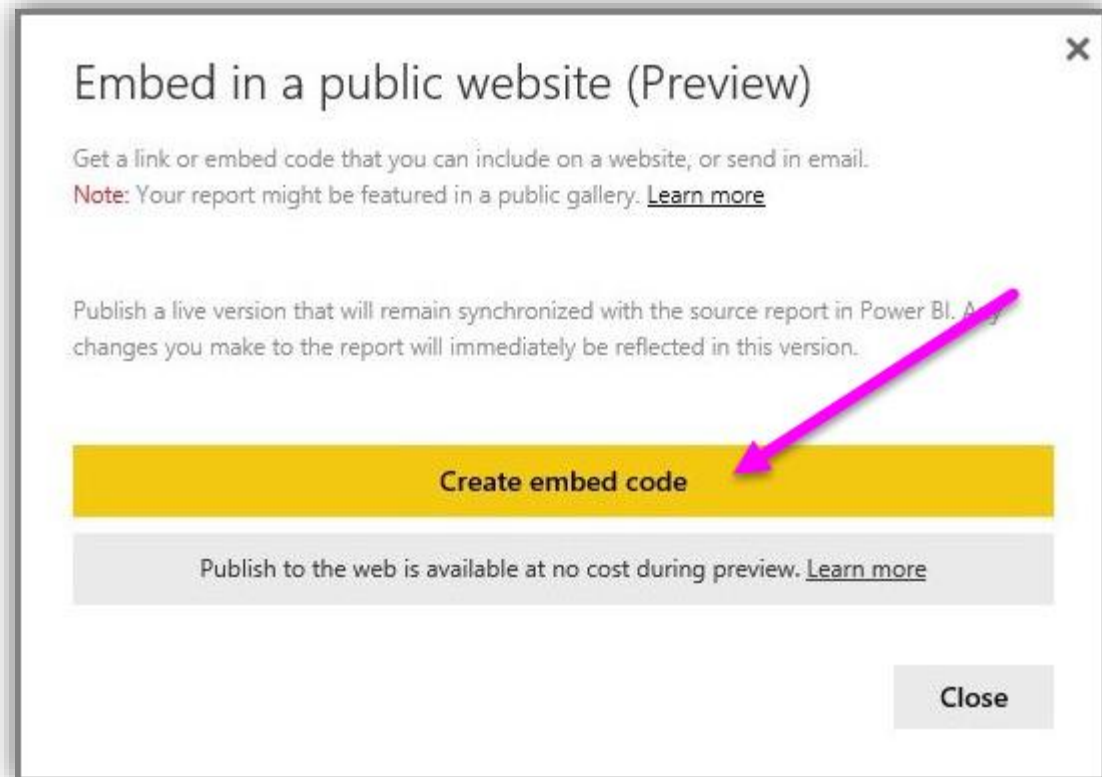 Embed in a public website (Preview)
Get a link or embed code that you can include on a website, or send in email.
Note: Your report might be featured in a public gallery. Learn more
Publish a live version that will remain synchronized with the source report in Power BI. Any
changes you make to the report will immediately be reflected in this version.
Create embed code
Publish to the web is available at no cost during preview. Learn more
Close